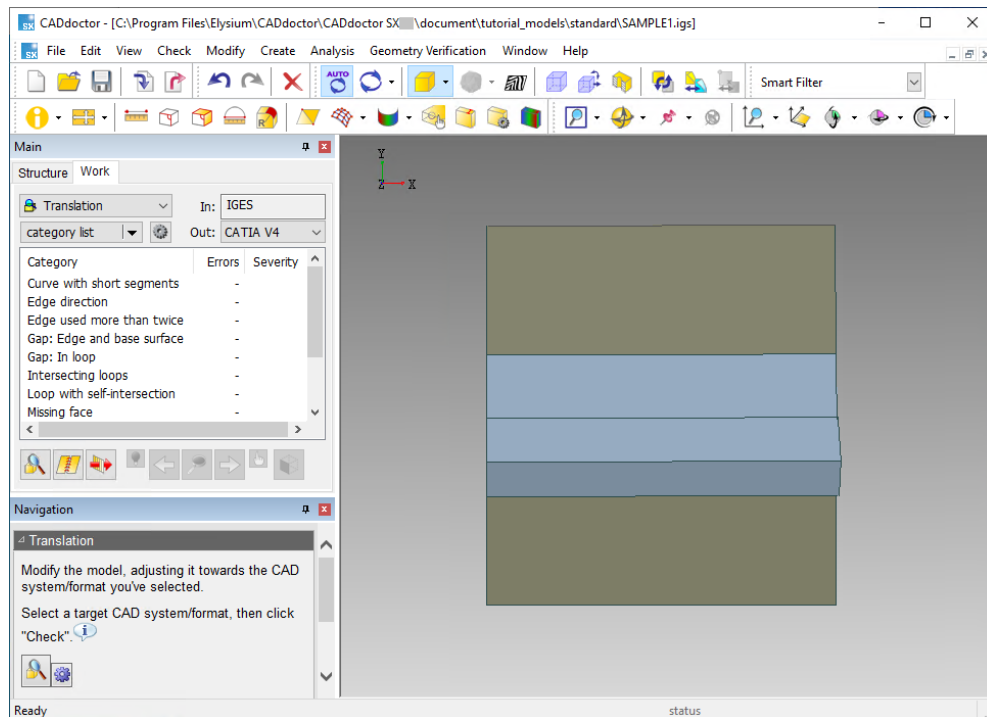 CADdoctor - [C:\Program Files\Elysium\CADdoctor\CADdoctor SX \document\tutorial_models\standard\SAMPLE1.igs]
SX File Edit View Check Modify Create Analysis Geometry Verification Window Help
AUTO Smart Filter
R
Main
Structure Work
Translation In: IGES
category list Out: CATIA V4
Category Errors Severity
Curve with short segments -
Edge direction -
Edge used more than twice -
Gap: Edge and base surface -
Gap: In loop -
Intersecting loops -
Loop with self-intersection -
Missing face -
Navigation
Translation
Modify the model, adjusting it towards the CAD
system/format you've selected.
Select a target CAD system/format, then click
"Check".
Y
Z X
Ready status